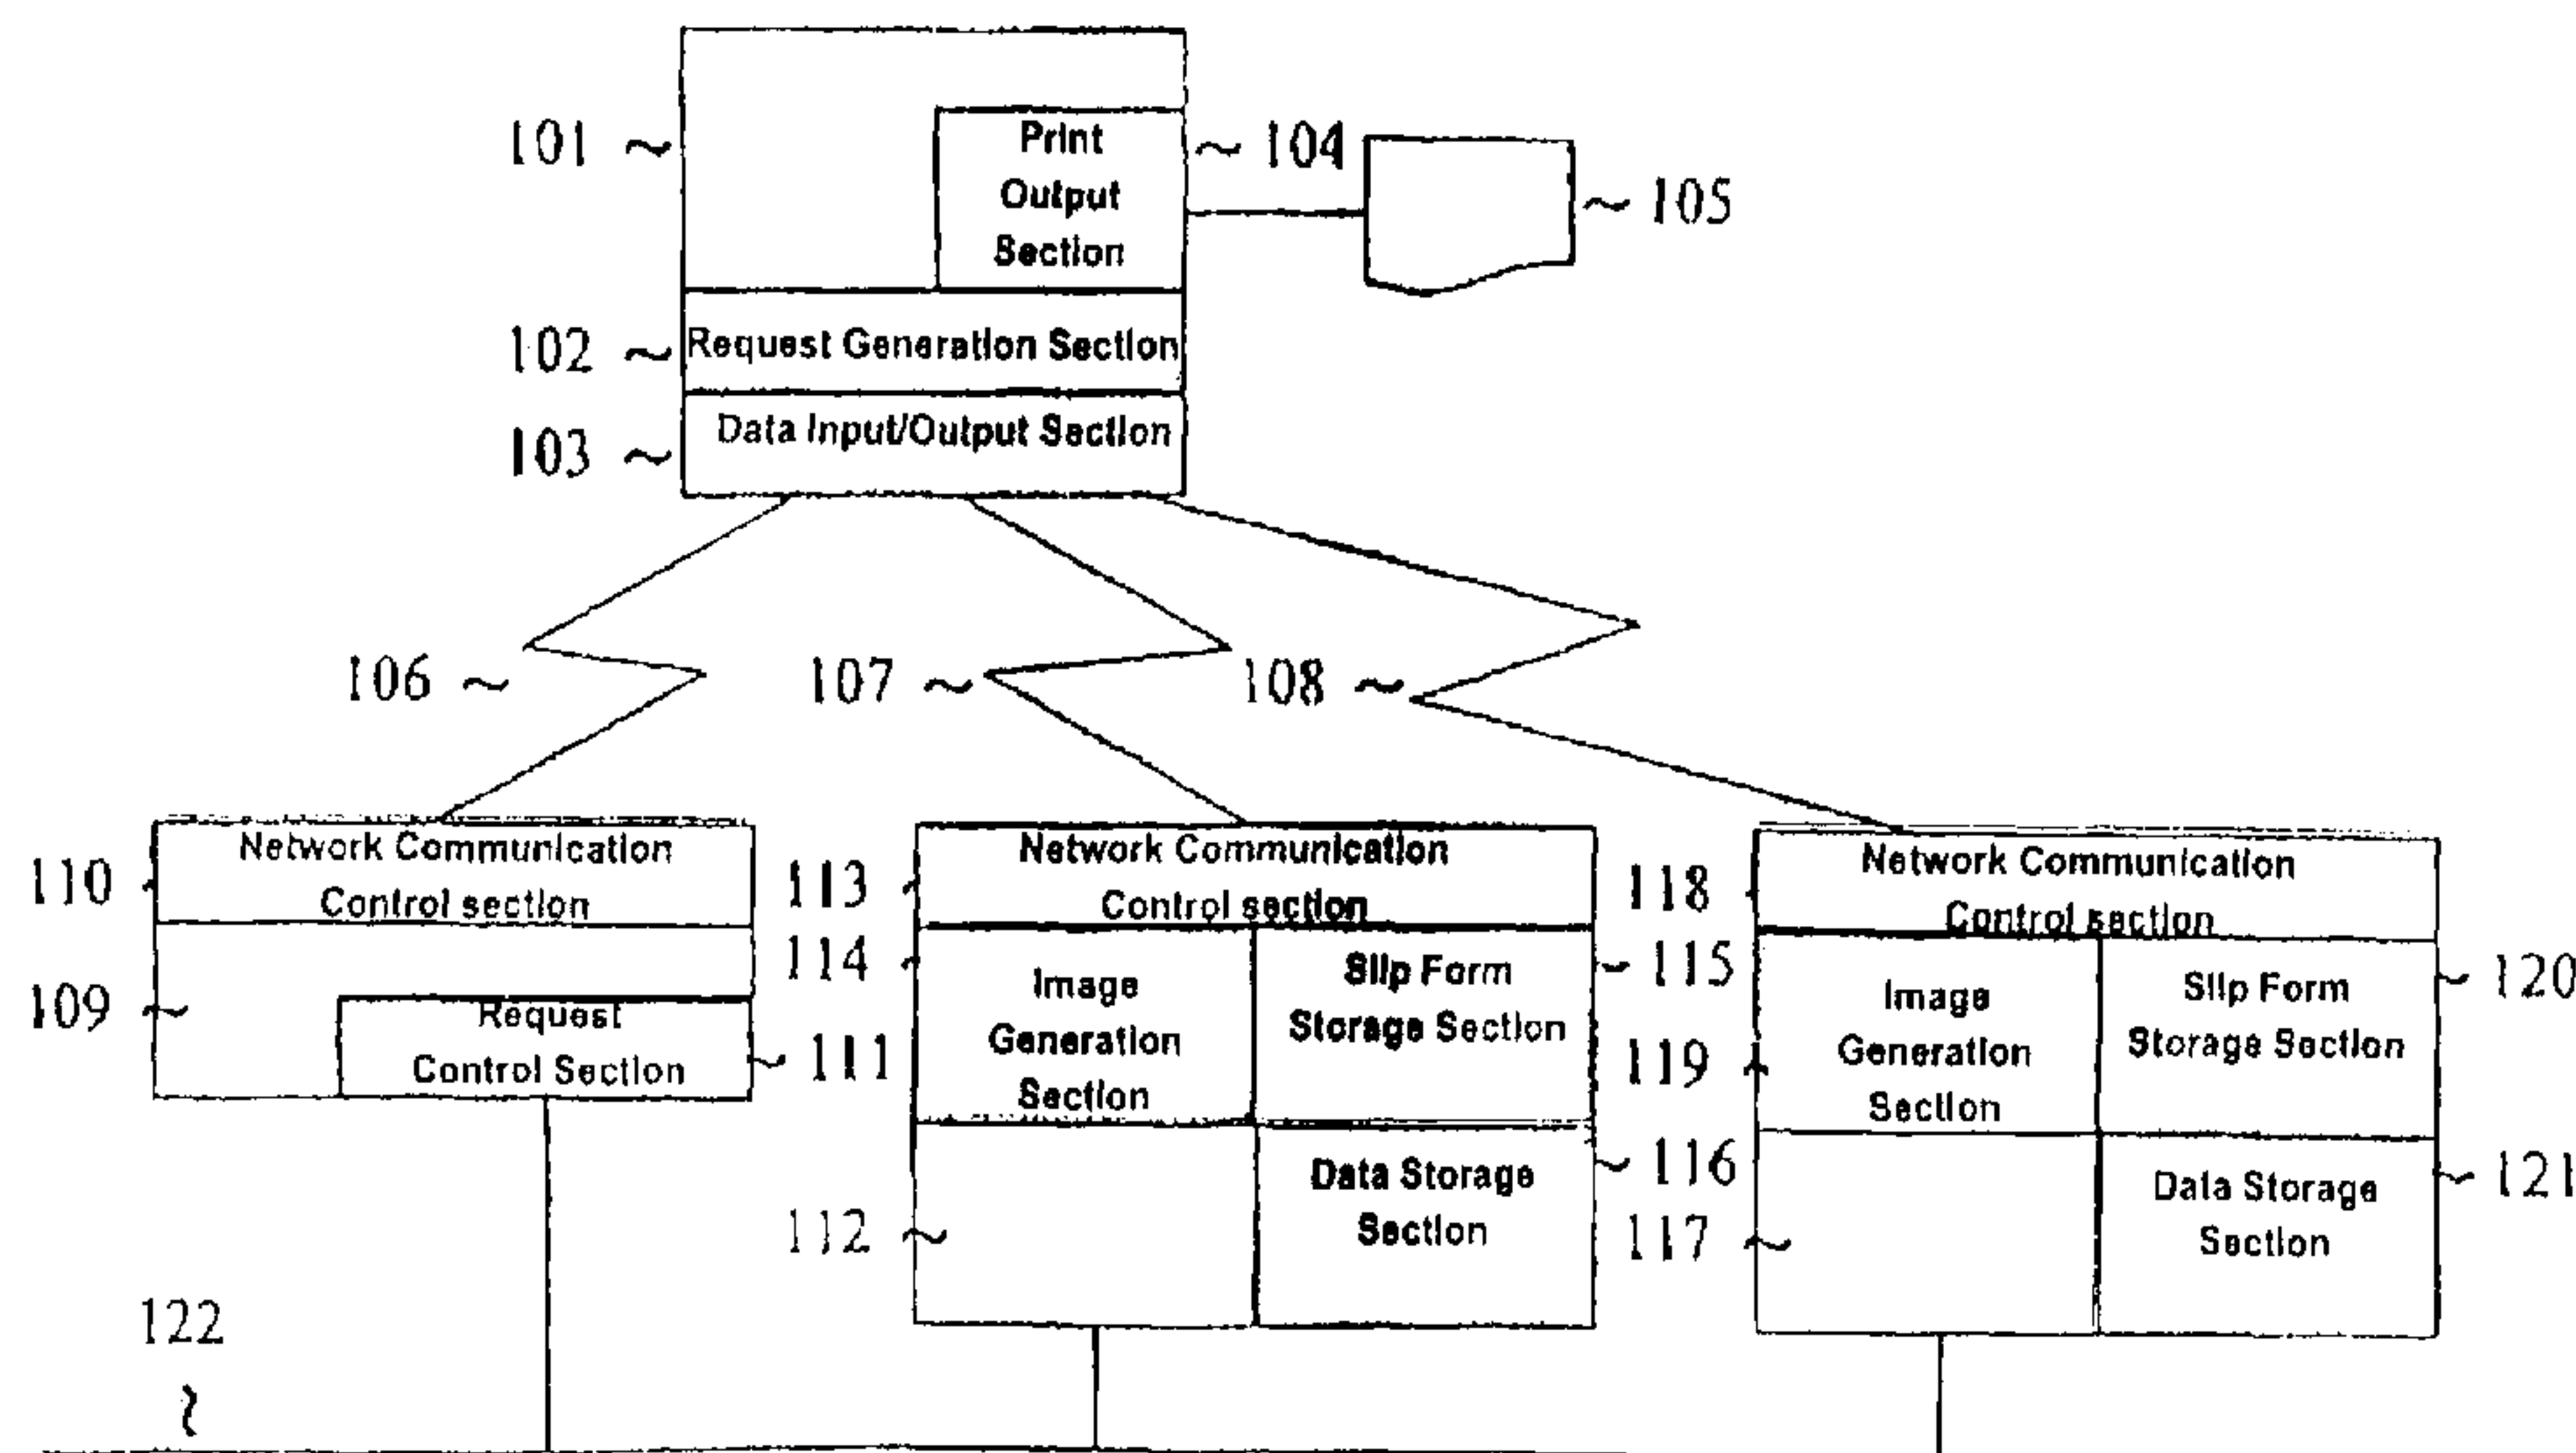 101
Print
Output
Section
104
105
102
Request Generation Section
103
Data Input/Output Section
106
107
108
110
Network Communication
Control section
109
Request
Control Section
111
113
Network Communication
Control section
114
Image
Generation
Section
Slip Form
Storage Section
115
Data Storage
Section
116
112
118
Network Communication
Control section
119
Image
Generation
Section
Slip Form
Storage Section
120
Data Storage
Section
121
117
122